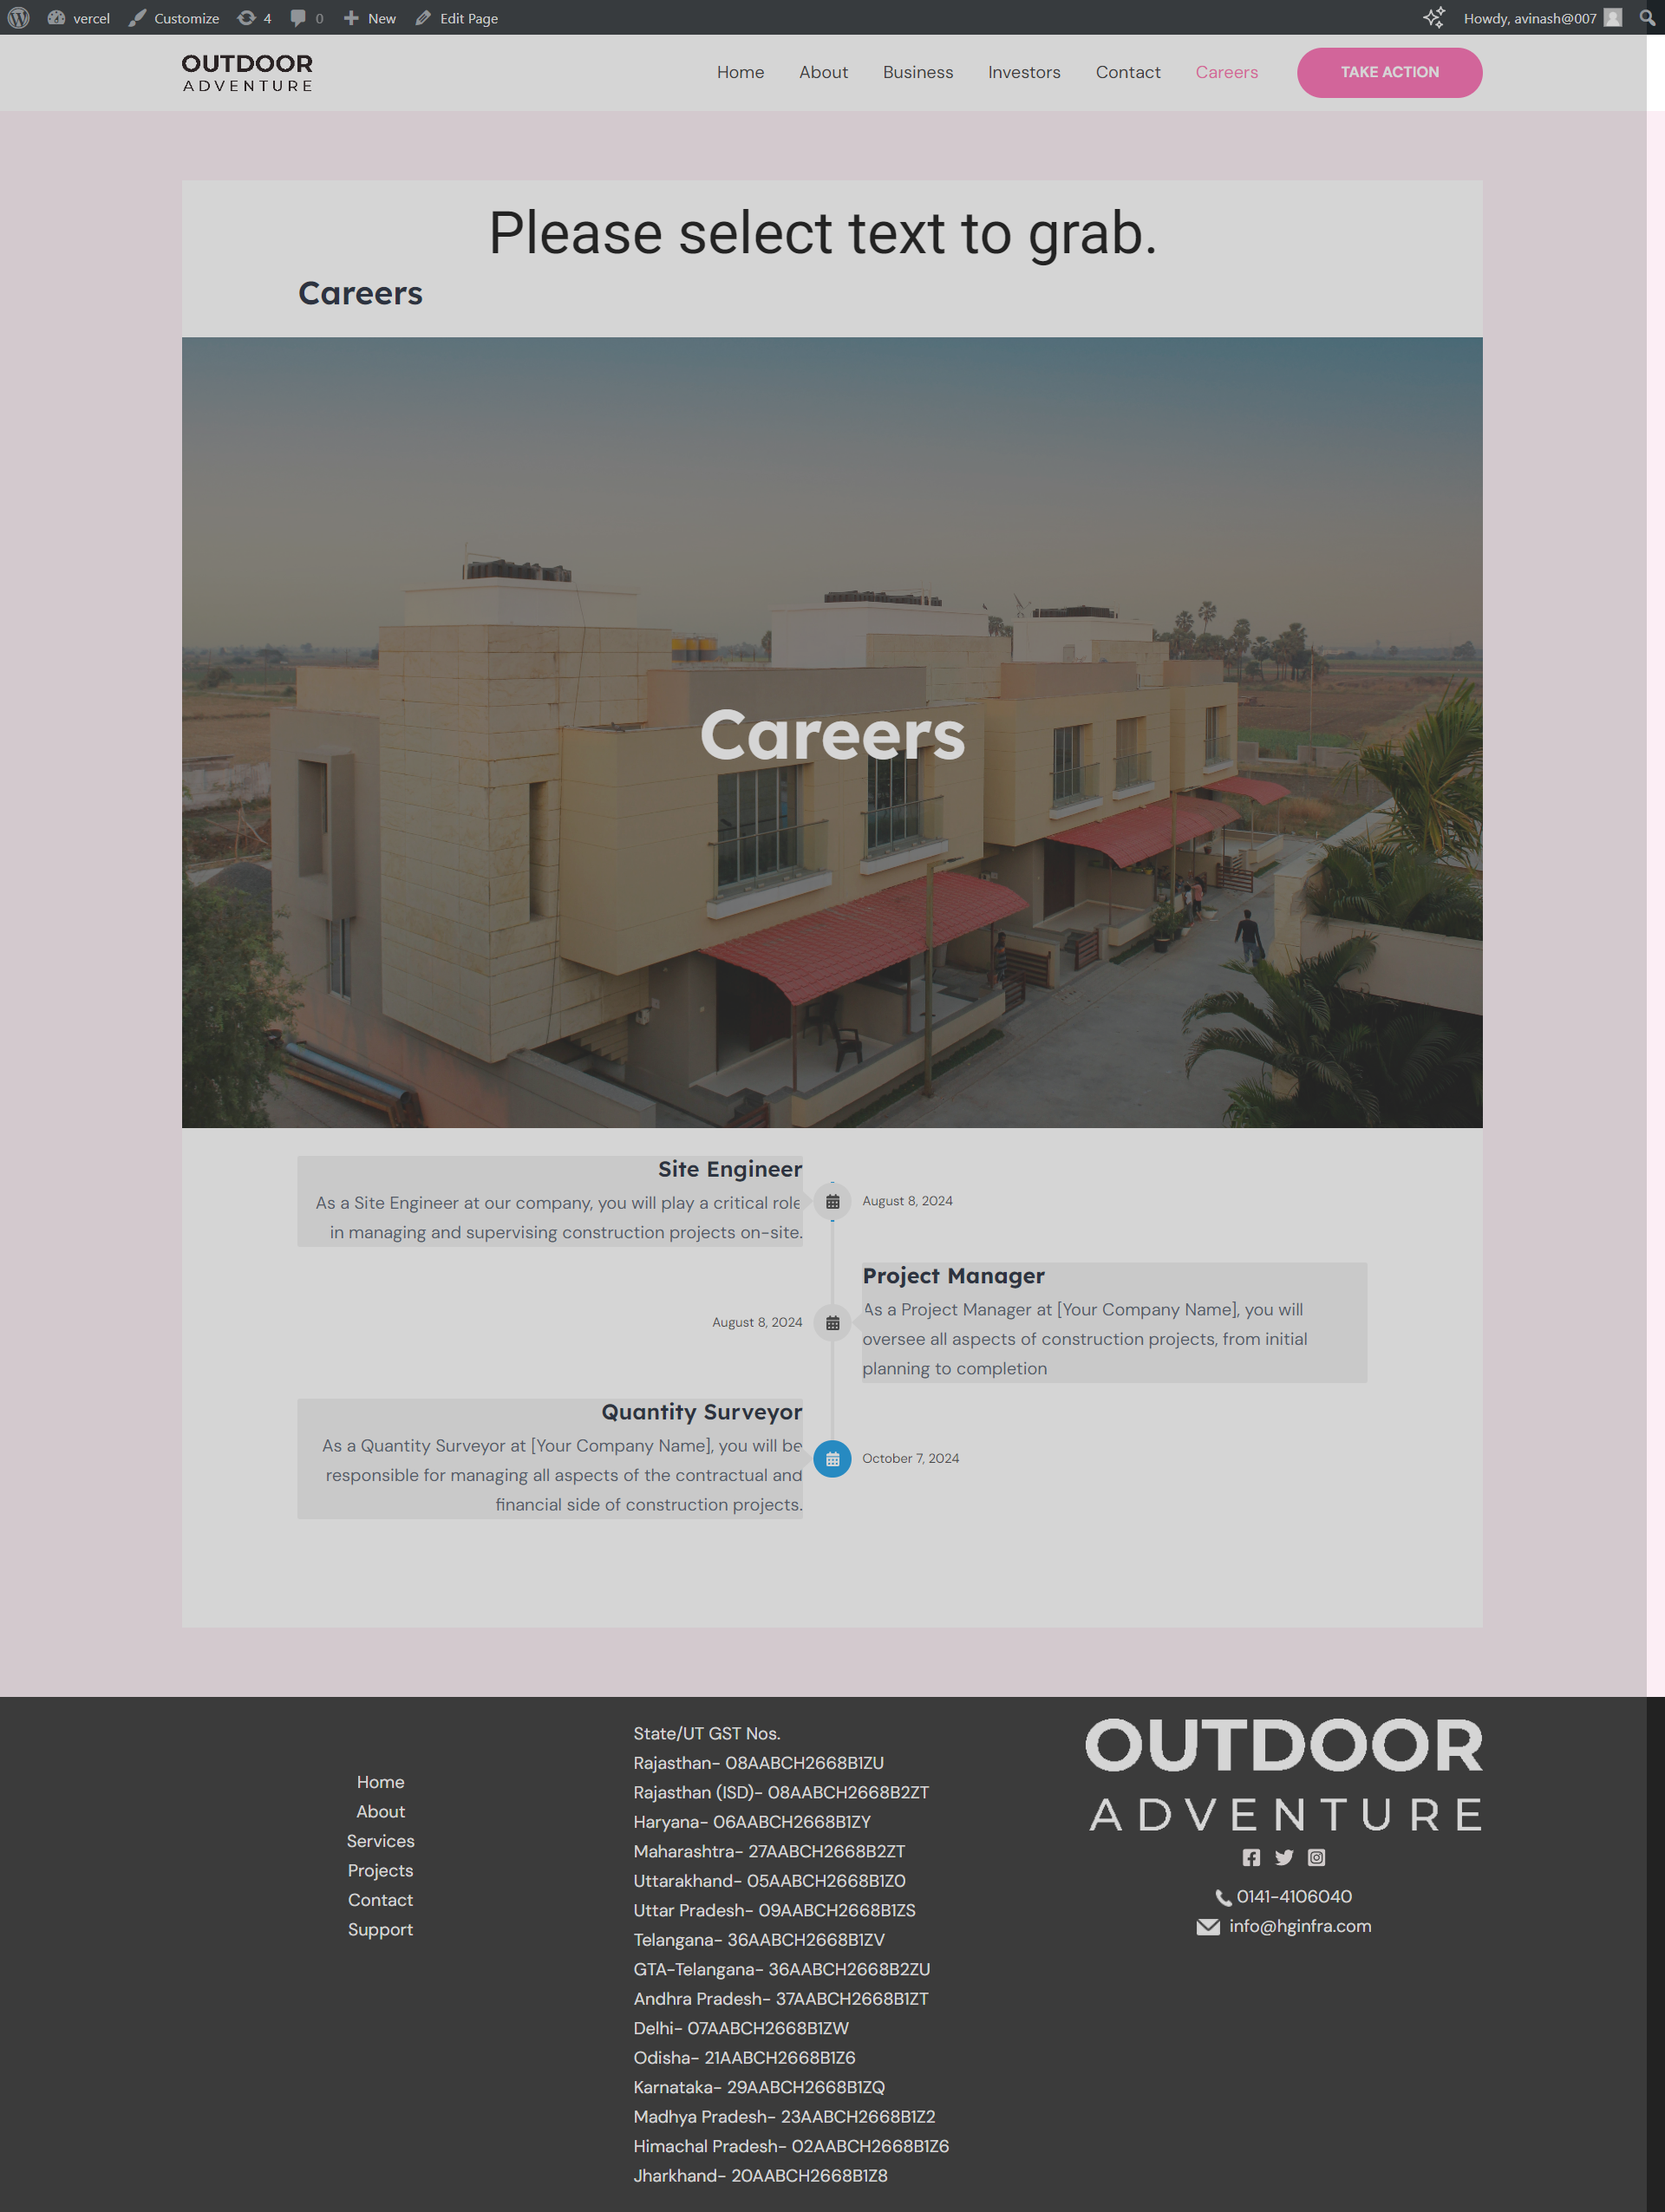 vercel Customize 4 0 New Edit Page Howdy, avinash@007
OUTDOOR
ADVENTURE
Home About Business Investors Contact Careers TAKE ACTION
Please select text to grab.
Careers
Careers
Site Engineer
As a Site Engineer at our company, you will play a critical role
in managing and supervising construction projects on-site.
August 8, 2024
Project Manager
As a Project Manager at [Your Company Name], you will
oversee all aspects of construction projects, from initial
planning to completion
August 8, 2024
Quantity Surveyor
As a Quantity Surveyor at [Your Company Name], you will be
responsible for managing all aspects of the contractual and
financial side of construction projects.
October 7, 2024
Home
About
Services
Projects
Contact
Support
State/UT GST Nos.
Rajasthan- 08AABCH2668B1ZU
Rajasthan (ISD)- 08AABCH2668B2ZT
Haryana- 06AABCH2668B1ZY
Maharashtra- 27AABCH2668B2ZT
Uttarakhand- 05AABCH2668B1Z0
Uttar Pradesh- 09AABCH2668B1ZS
Telangana- 36AABCH2668B1ZV
GTA-Telangana- 36AABCH2668B2ZU
Andhra Pradesh- 37AABCH2668B1ZT
Delhi- 07AABCH2668B1ZW
Odisha- 21AABCH2668B1Z6
Karnataka- 29AABCH2668B1ZQ
Madhya Pradesh- 23AABCH2668B1Z2
Himachal Pradesh- 02AABCH2668B1Z6
Jharkhand- 20AABCH2668B1Z8
OUTDOOR
ADVENTURE
0141-4106040
info@hginfra.com